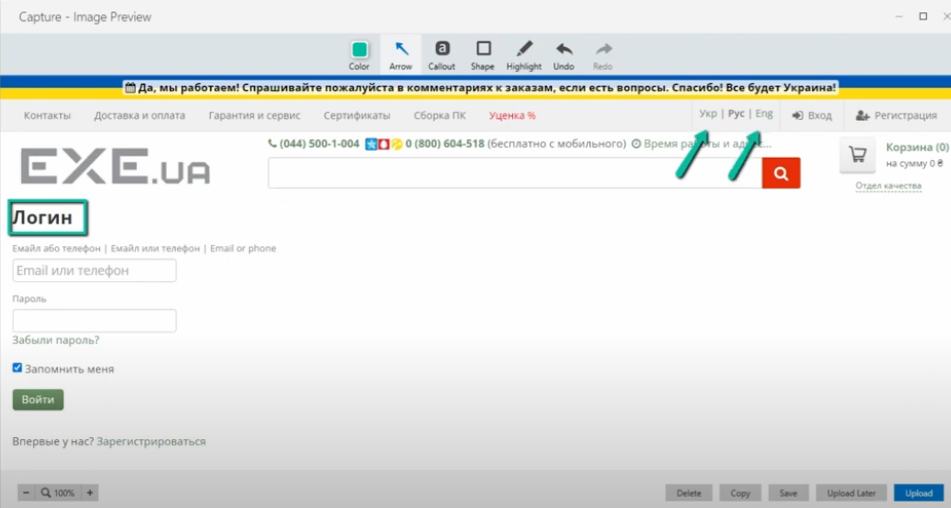 Capture - Image Preview
Color Arrow Callout Shape Highlight Undo Redo
Да, мы работаем! Спрашивайте пожалуйста в комментариях к заказам, если есть вопросы. Спасибо! Все будет Украина!
Контакты Доставка и оплата Гарантия и сервис Сертификаты Сборка ПК Уценка % Укр | Рус | Eng Вход Регистрация
(044) 500-1-004 0 (800) 604-518 (бесплатно с мобильного) Время и
Корзина (0)
на сумму 0 ₴
Отдел качества
EXE.UA
Логин
Емайл або телефон | Емайл или телефон | Email or phone
Email или телефон
Пароль
Забыли пароль?
Запомнить меня
Войти
Впервые у нас? Зарегистрироваться
- 100% + Delete Copy Save Upload Later Upload